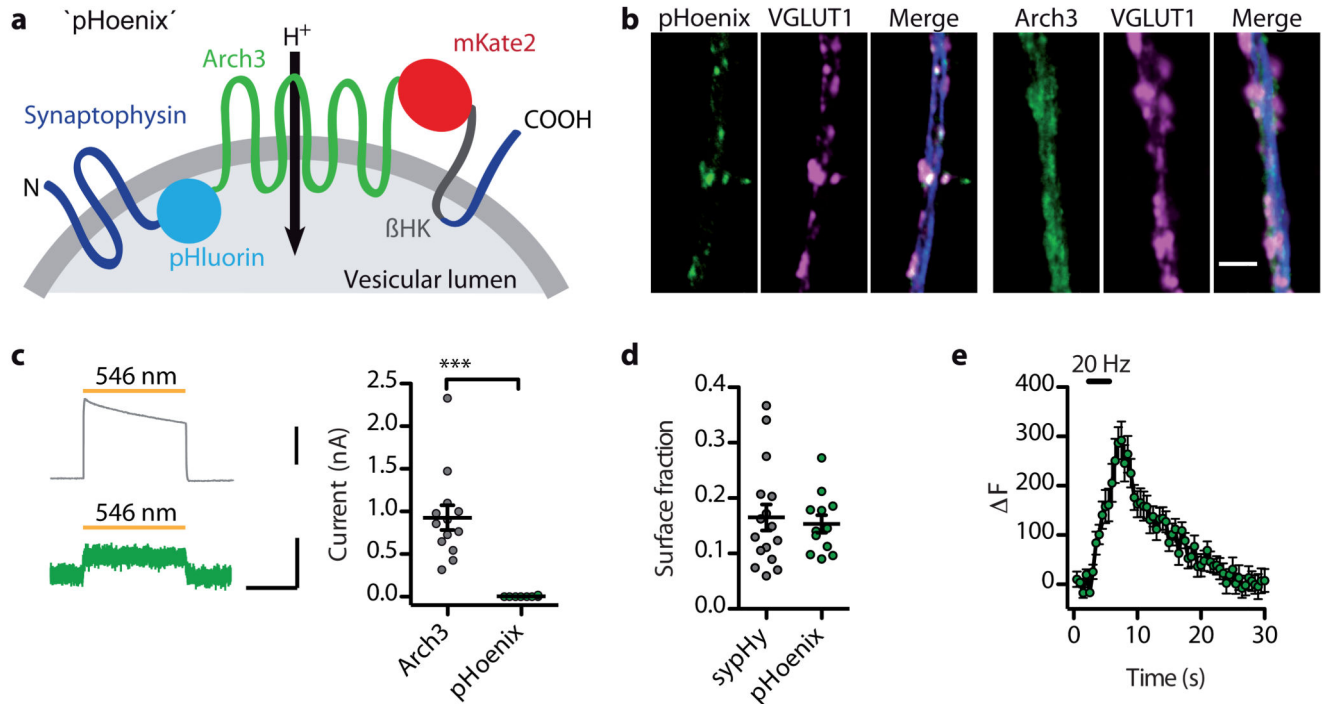 a
`pHoenix´
H+
Arch3
mKate2
Synaptophysin
COOH
N
pHluorin
ßHK
Vesicular lumen
b
pHoenix VGLUT1 Merge Arch3 VGLUT1 Merge
c
546 nm
546 nm
***
Current (nA)
2.5
2.0
1.5
1.0
0.5
0.0
Arch3
pHoenix
d
Surface fraction
0.4
0.3
0.2
0.1
0.0
sypHy
pHoenix
e
20 Hz
ΔF
400
300
200
100
0
0 10 20 30
Time (s)